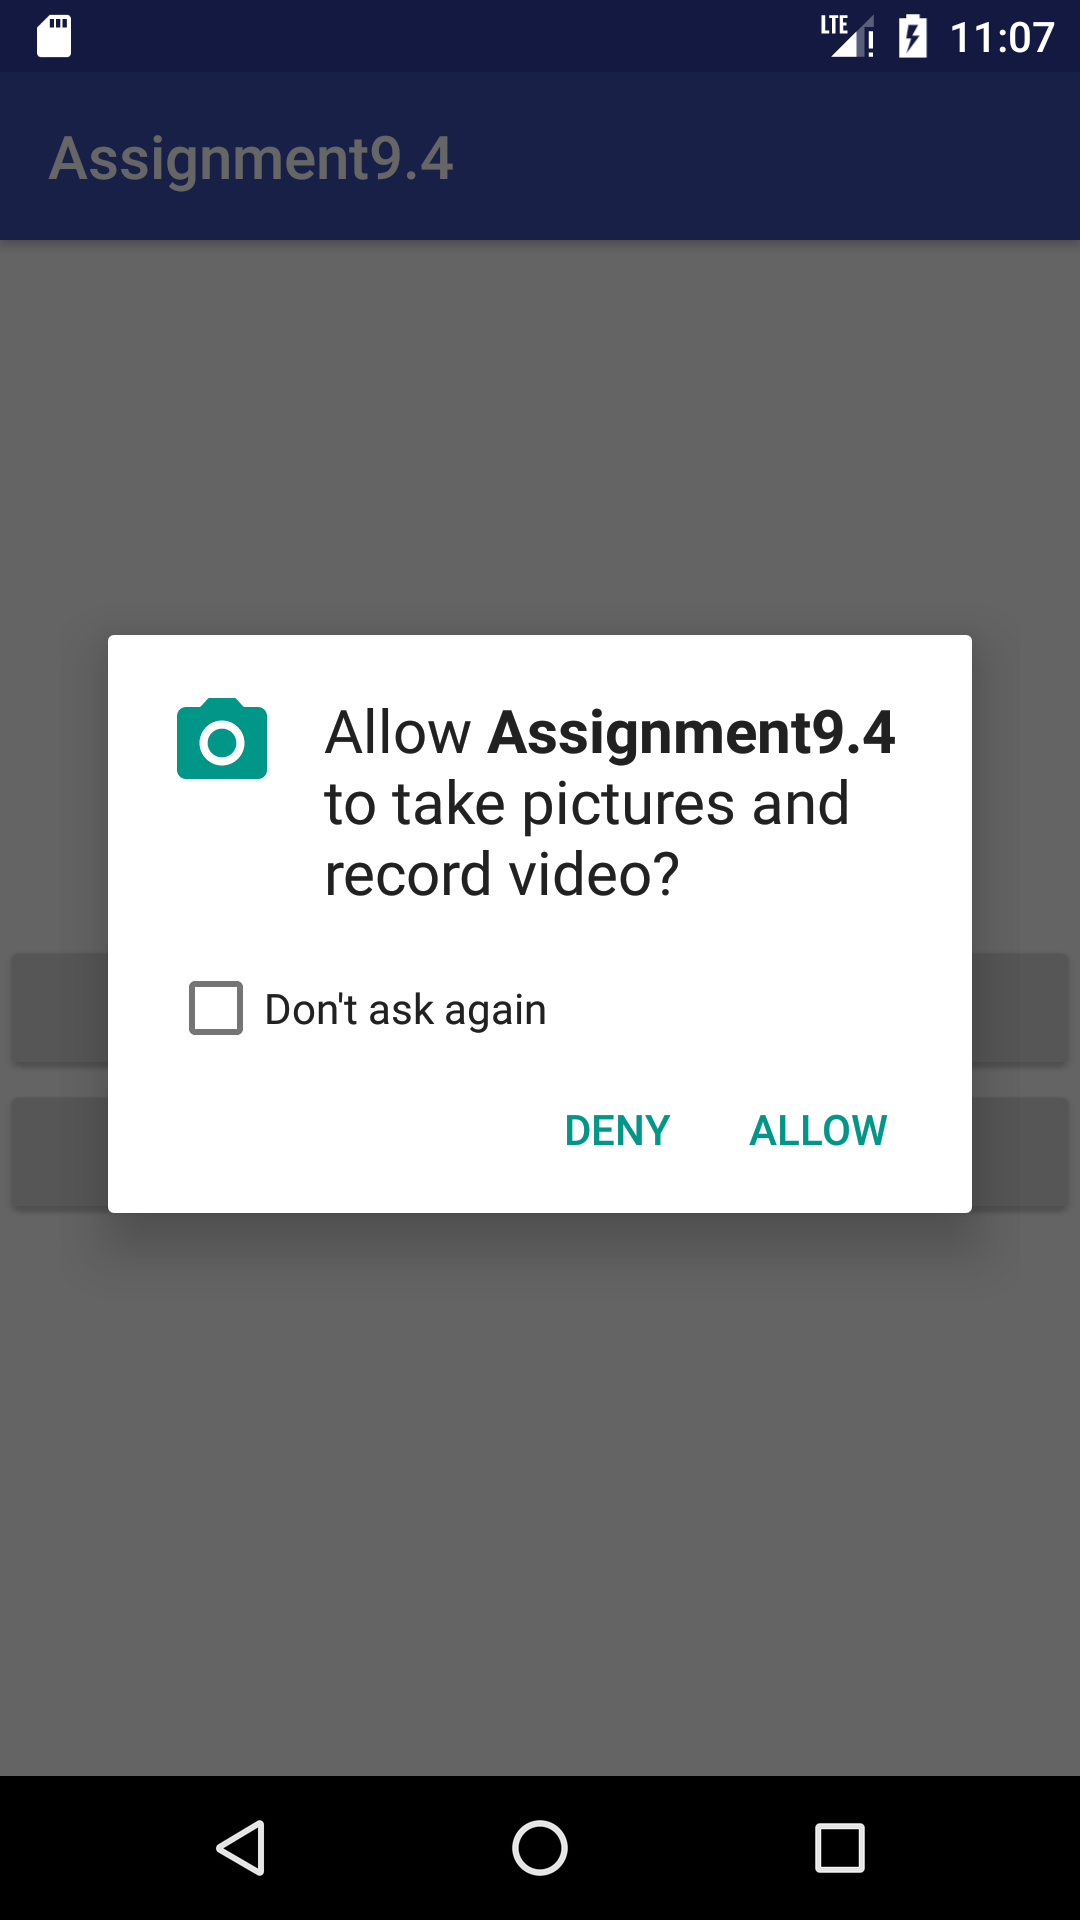 LTE 11:07
Assignment9.4
Allow Assignment9.4
to take pictures and
record video?
Don't ask again
DENY ALLOW